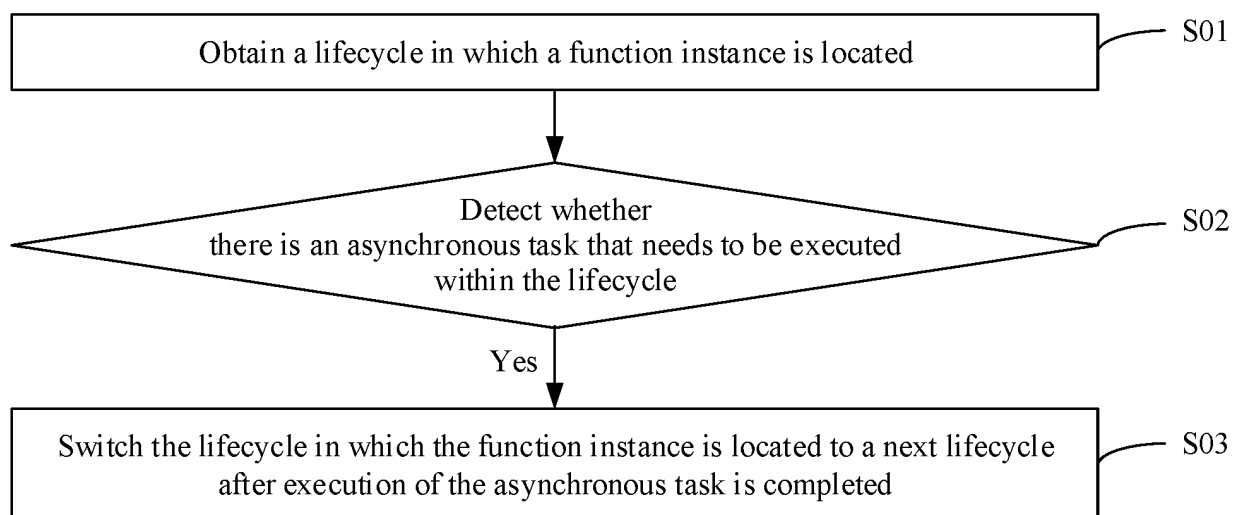 Obtain a lifecycle in which a function instance is located
S01
Detect whether
there is an asynchronous task that needs to be executed
within the lifecycle
S02
Yes
Switch the lifecycle in which the function instance is located to a next lifecycle
after execution of the asynchronous task is completed
S03